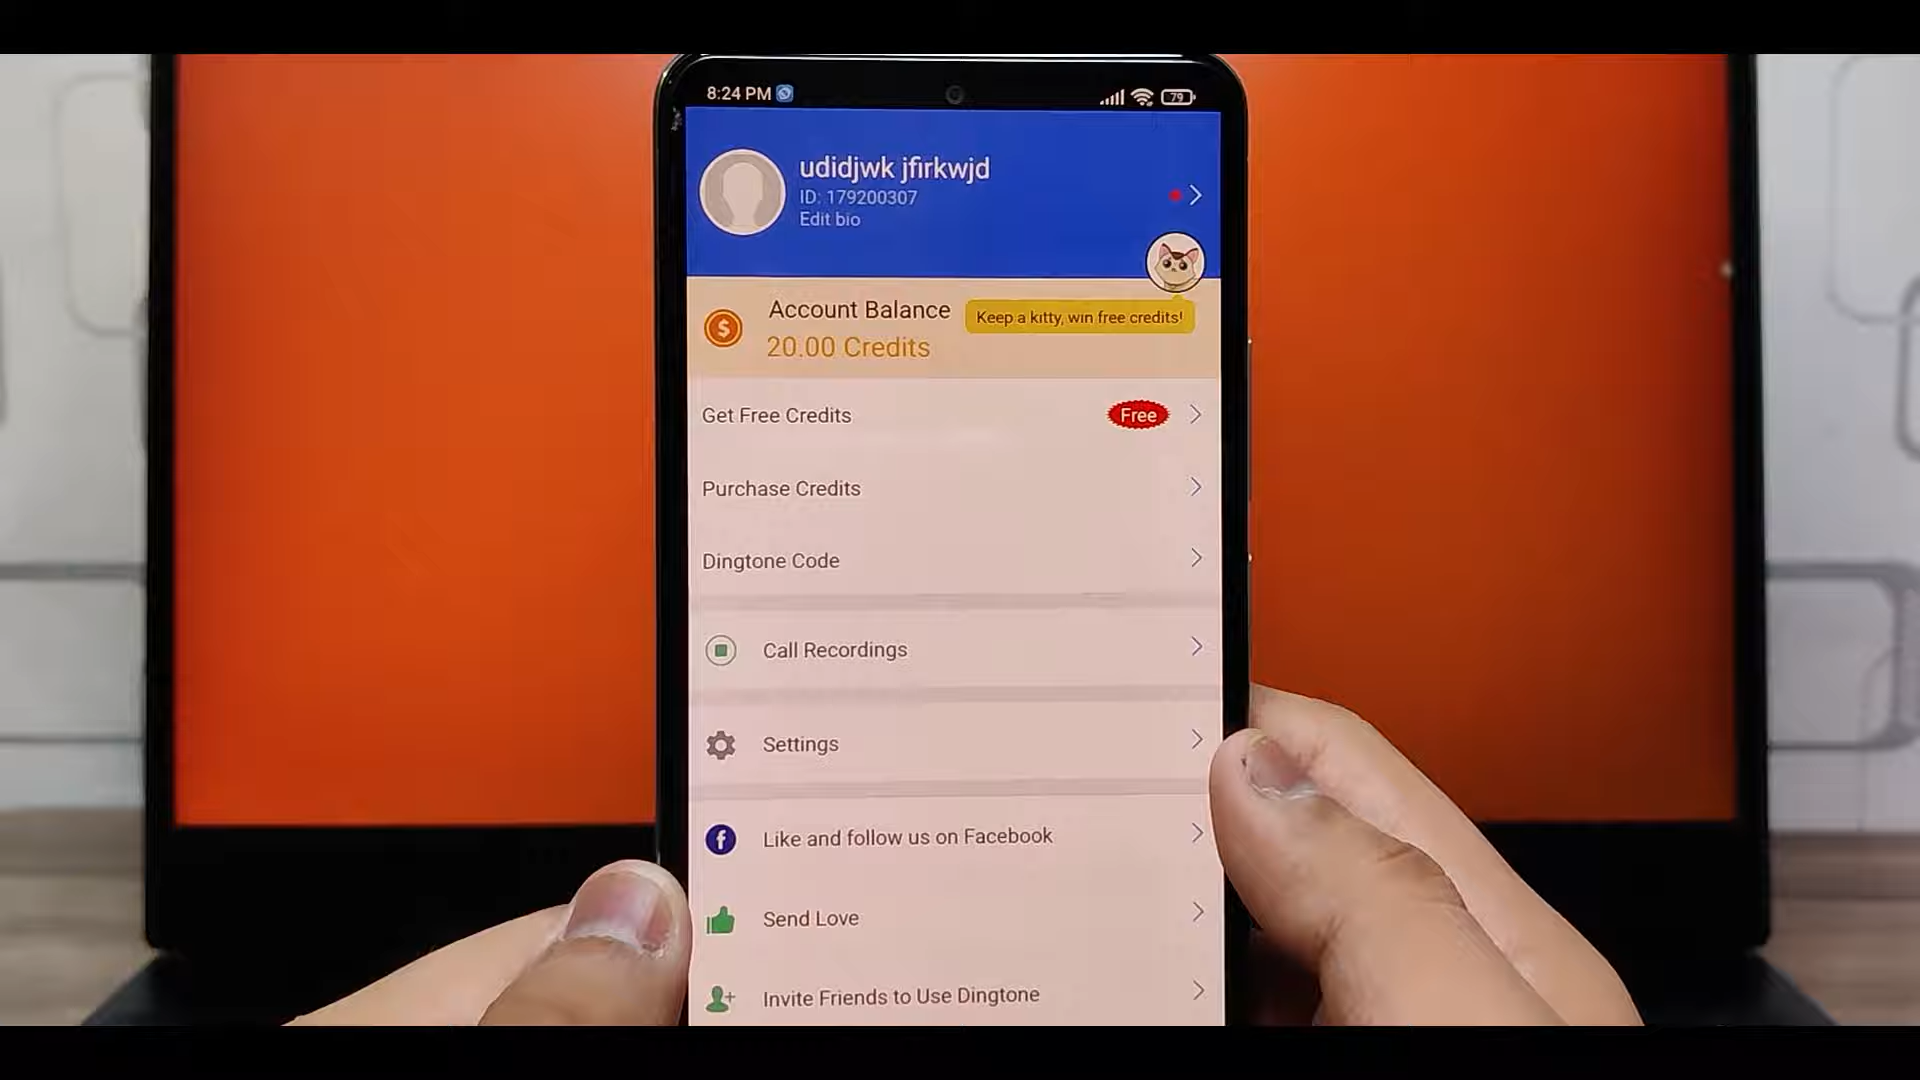 8:24 PM
79
udidjwk jfirkwjd
ID: 179200307
Edit bio
Account Balance
Keep a kitty, win free credits!
$
20.00 Credits
Get Free Credits
Free
Purchase Credits
Dingtone Code
Call Recordings
Settings
f
Like and follow us on Facebook
Send Love
Invite Friends to Use Dingtone